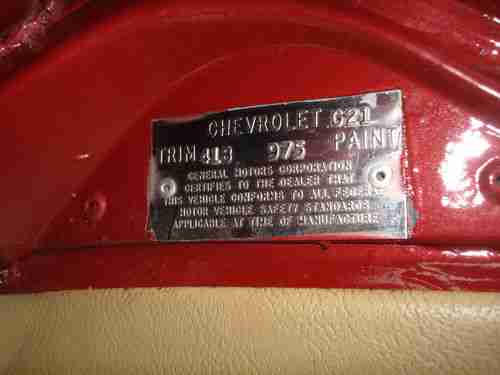 CHEVROLET G21
TRIM 418 975 PAINT
GENERAL MOTORS CORPORATION
CERTIFIES TO THE DEALER THAT
THIS VEHICLE CONFORMS TO ALL FEDERAL
MOTOR VEHICLE SAFETY STANDARDS
APPLICABLE AT TIME OF MANUFACTURE